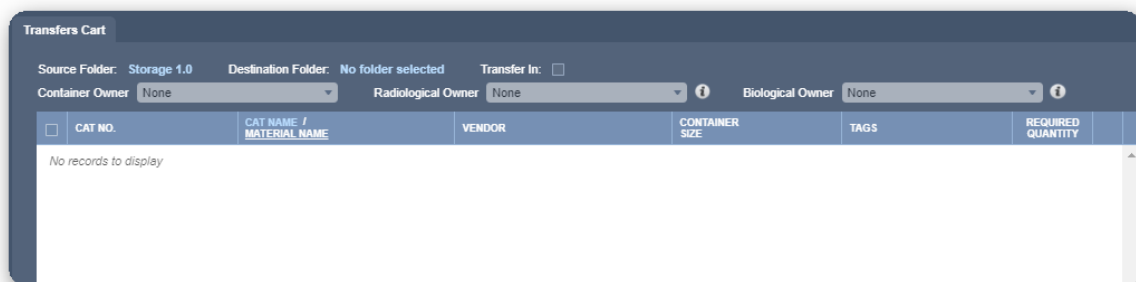 Transfers Cart
Source Folder: Storage 1.0 Destination Folder: No folder selected Transfer In:
Container Owner None Radiological Owner None i Biological Owner None i
CAT NO. CAT NAME / MATERIAL NAME VENDOR CONTAINER SIZE TAGS REQUIRED QUANTITY
No records to display